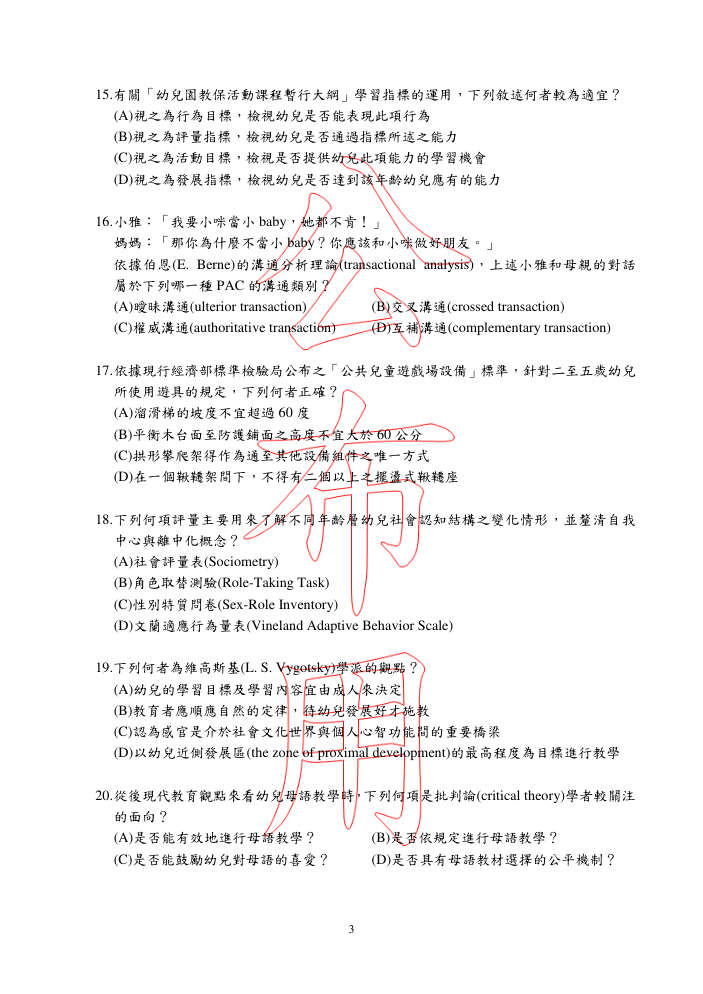 15.有關「幼兒園教保活動課程暫行大綱」學習指標的運用，下列敘述何者較為適宜？
(A)視之為行為目標，檢視幼兒是否能表現此項行為
(B)視之為評量指標，檢視幼兒是否通過指標所述之能力
(C)視之為活動目標，檢視是否提供幼兒此項能力的學習機會
(D)視之為發展指標，檢視幼兒是否達到該年齡幼兒應有的能力
16.小雅：「我要小咪當小 baby，她都不肯！」
媽媽：「那你為什麼不當小 baby？你應該和小咪做好朋友。」
依據伯恩(E. Berne)的溝通分析理論(transactional analysis)，上述小雅和母親的對話
屬於下列哪一種 PAC 的溝通類別？
(A)曖昧溝通(ulterior transaction) (B)交叉溝通(crossed transaction)
(C)權威溝通(authoritative transaction) (D)互補溝通(complementary transaction)
17.依據現行經濟部標準檢驗局公布之「公共兒童遊戲場設備」標準，針對二至五歲幼兒
所使用遊具的規定，下列何者正確？
(A)溜滑梯的坡度不宜超過 60 度
(B)平衡木台面至防護鋪面之高度不宜大於 60 公分
(C)拱形攀爬架得作為通至其他設備組件之唯一方式
(D)在一個鞦韆架間下，不得有二個以上之擺盪式鞦韆座
18.下列何項評量主要用來了解不同年齡層幼兒社會認知結構之變化情形，並釐清自我
中心與離中化概念？
(A)社會評量表(Sociometry)
(B)角色取替測驗(Role-Taking Task)
(C)性別特質問卷(Sex-Role Inventory)
(D)文蘭適應行為量表(Vineland Adaptive Behavior Scale)
19.下列何者為維高斯基(L. S. Vygotsky)學派的觀點？
(A)幼兒的學習目標及學習內容宜由成人來決定
(B)教育者應順應自然的定律，待幼兒發展好才施教
(C)認為感官是介於社會文化世界與個人心智功能間的重要橋梁
(D)以幼兒近側發展區(the zone of proximal development)的最高程度為目標進行教學
20.從後現代教育觀點來看幼兒母語教學時，下列何項是批判論(critical theory)學者較關注
的面向？
(A)是否能有效地進行母語教學？ (B)是否依規定進行母語教學？
(C)是否能鼓勵幼兒對母語的喜愛？ (D)是否具有母語教材選擇的公平機制？
公
布
用
3